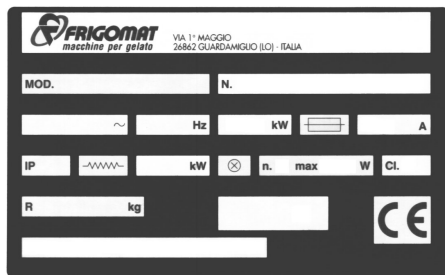 FRIGOMAT
macchine per gelato
VIA 1° MAGGIO
26862 GUARDAMIGLIO (LO) - ITALIA
MOD. N.
~ Hz kW A
IP kW n. max W Cl.
R kg
CE